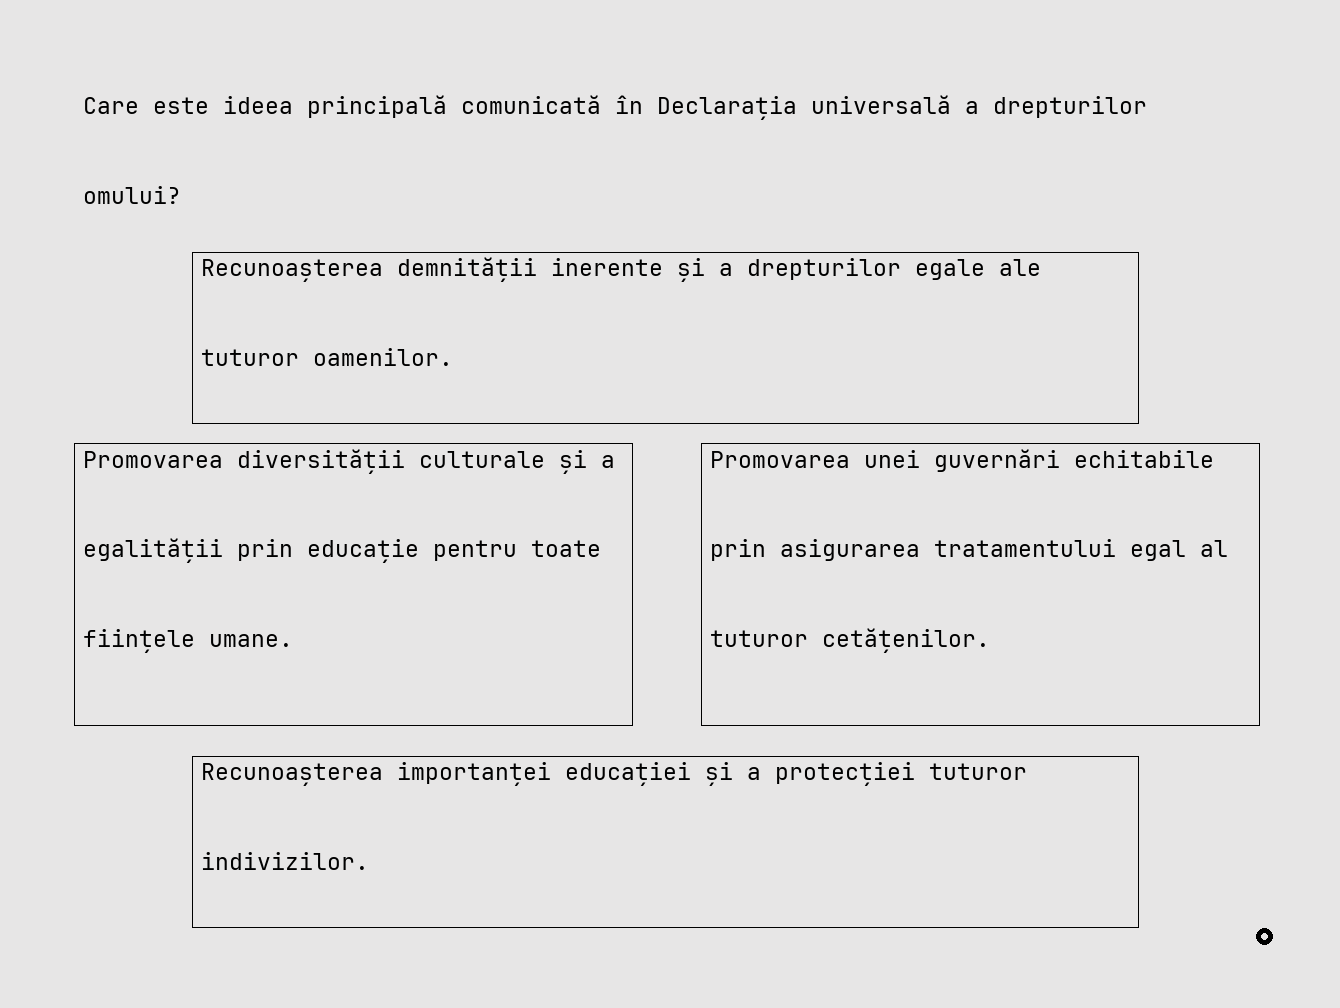 Care este ideea principală comunicată în Declarația universală a drepturilor
omului?
Recunoașterea demnității inerente și a drepturilor egale ale
tuturor oamenilor.
Promovarea diversității culturale și a
egalității prin educație pentru toate
ființele umane.
Promovarea unei guvernări echitabile
prin asigurarea tratamentului egal al
tuturor cetățenilor.
Recunoașterea importanței educației și a protecției tuturor
indivizilor.